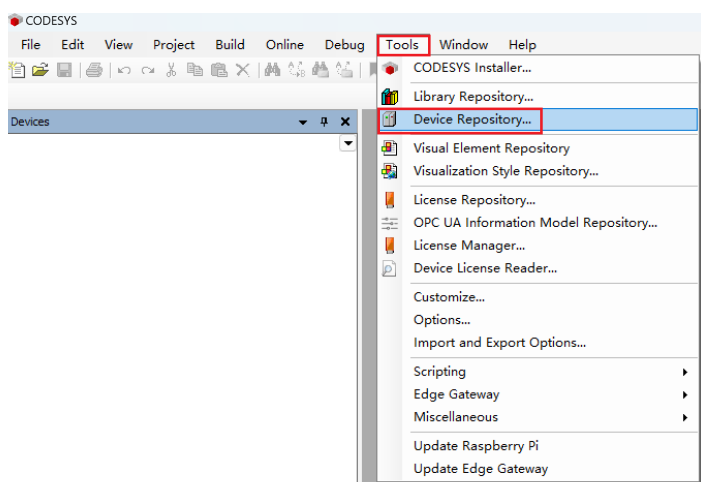 CODESYS
File Edit View Project Build Online Debug Tools Window Help
Devices
CODESYS Installer...
Library Repository...
Device Repository...
Visual Element Repository
Visualization Style Repository...
License Repository...
OPC UA Information Model Repository...
License Manager...
Device License Reader...
Customize...
Options...
Import and Export Options...
Scripting
Edge Gateway
Miscellaneous
Update Raspberry Pi
Update Edge Gateway